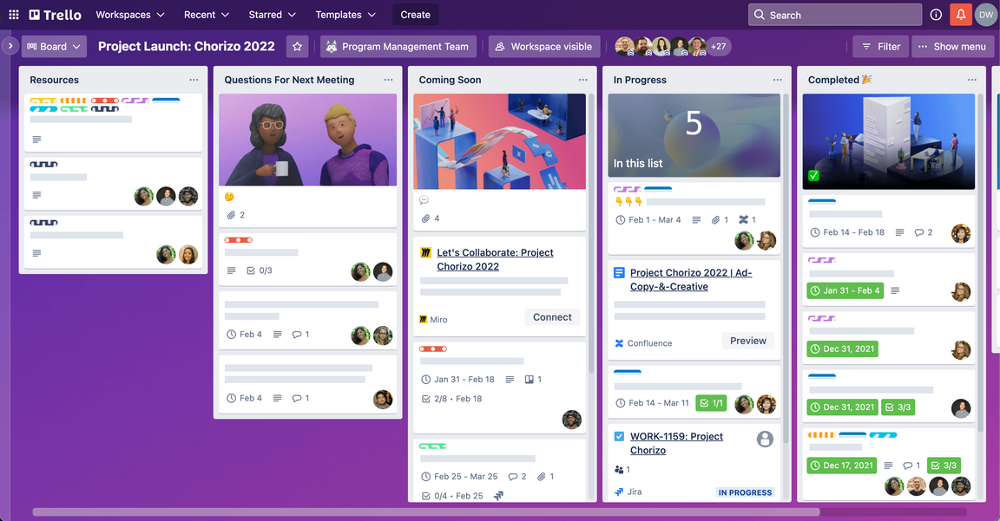 Trello
Workspaces
Recent
Starred
Templates
Create
Search
DW
Board
Project Launch: Chorizo 2022
Program Management Team
Workspace visible
+27
Filter
Show menu
Resources
Questions For Next Meeting
2
0/3
Feb 4
1
Feb 4
1
Coming Soon
4
Let's Collaborate: Project
Chorizo 2022
Miro
Connect
Jan 31 - Feb 18
1
2/8 • Feb 18
Feb 25 - Mar 25
2
1
0/4 • Feb 25
In Progress
5
In this list
Feb 1 - Mar 4
1
1
Project Chorizo 2022 | Ad-
Copy-&-Creative
Confluence
Preview
Feb 14 - Mar 11
1/1
WORK-1159: Project
Chorizo
1
Jira
IN PROGRESS
Completed 🎉
Feb 14 - Feb 18
2
Jan 31 - Feb 4
Dec 31, 2021
Dec 31, 2021
3/3
Dec 17, 2021
1
3/3